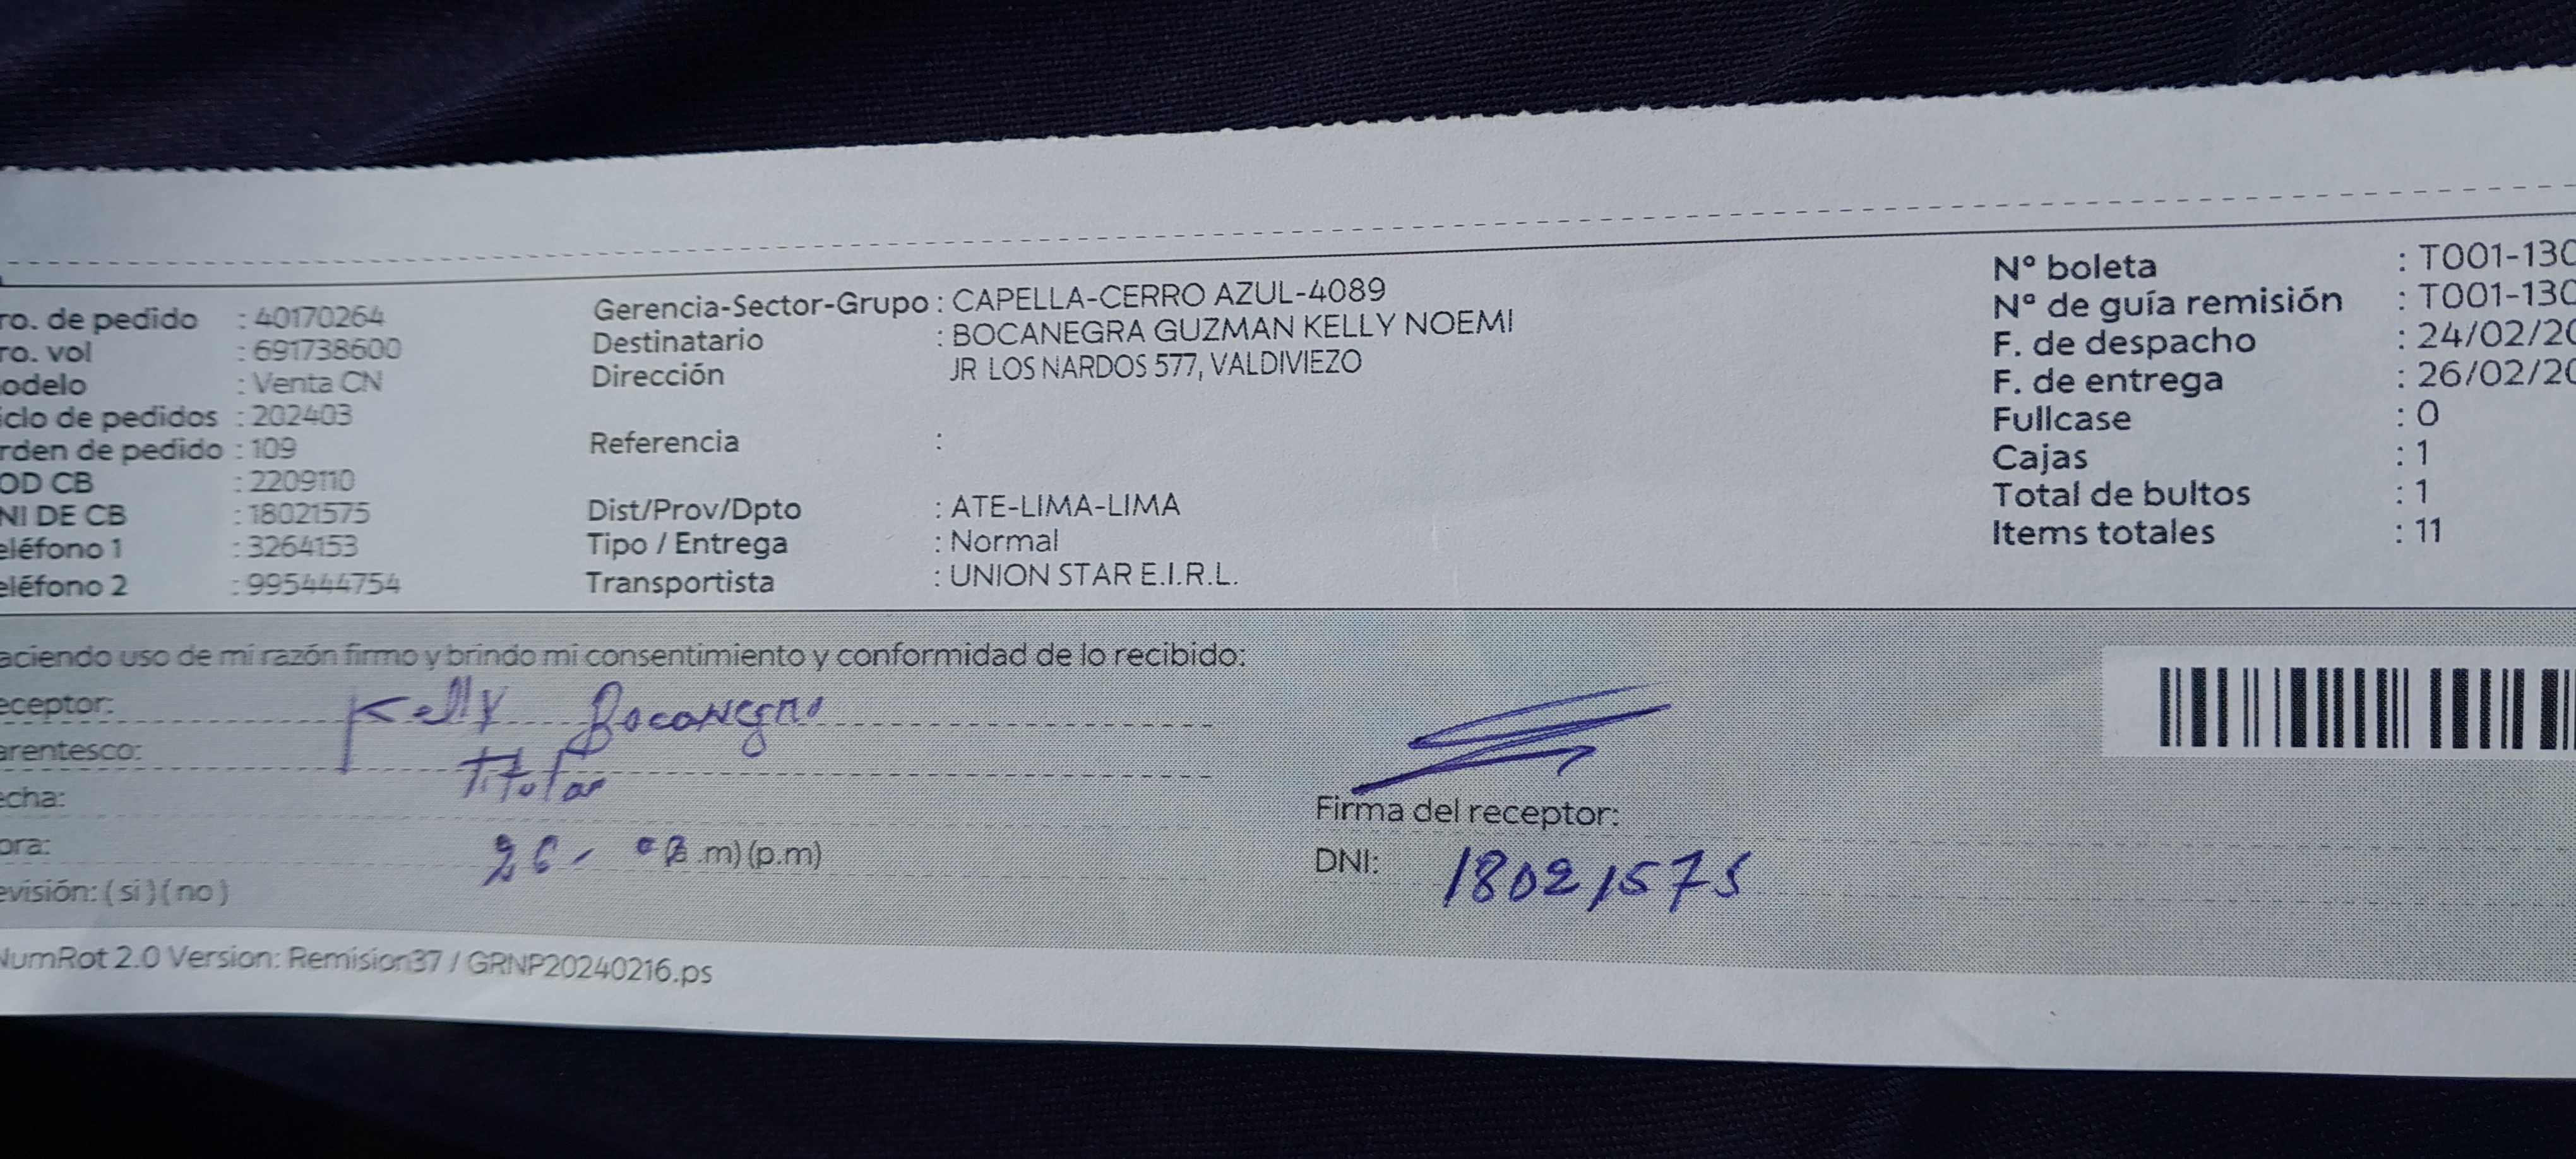 ro. de pedido : 40170264
ro. vol : 691738600
odelo : Venta CN
iclo de pedidos : 202403
rden de pedido : 109
OD CB : 2209110
NI DE CB : 18021575
eléfono 1 : 3264153
eléfono 2 : 995444754
Gerencia-Sector-Grupo : CAPELLA-CERRO AZUL-4089
Destinatario : BOCANEGRA GUZMAN KELLY NOEMI
Dirección JR LOS NARDOS 577, VALDIVIEZO
Referencia :
Dist/Prov/Dpto : ATE-LIMA-LIMA
Tipo / Entrega : Normal
Transportista : UNION STAR E.I.R.L.
Nº boleta : T001-130
Nº de guía remisión : T001-130
F. de despacho : 24/02/20
F. de entrega : 26/02/20
Fullcase : 0
Cajas : 1
Total de bultos : 1
Items totales : 11
aciendo uso de mi razón firmo y brindo mi consentimiento y conformidad de lo recibido:
eceptor: Kelly Bocanegra
arentesco: Titular
echa:
ora: 26- .m) (p.m)
evisión: ( si ) ( no )
Firma del receptor:
DNI: 18021575
NumRot 2.0 Version: Remision37 / GRNP20240216.ps